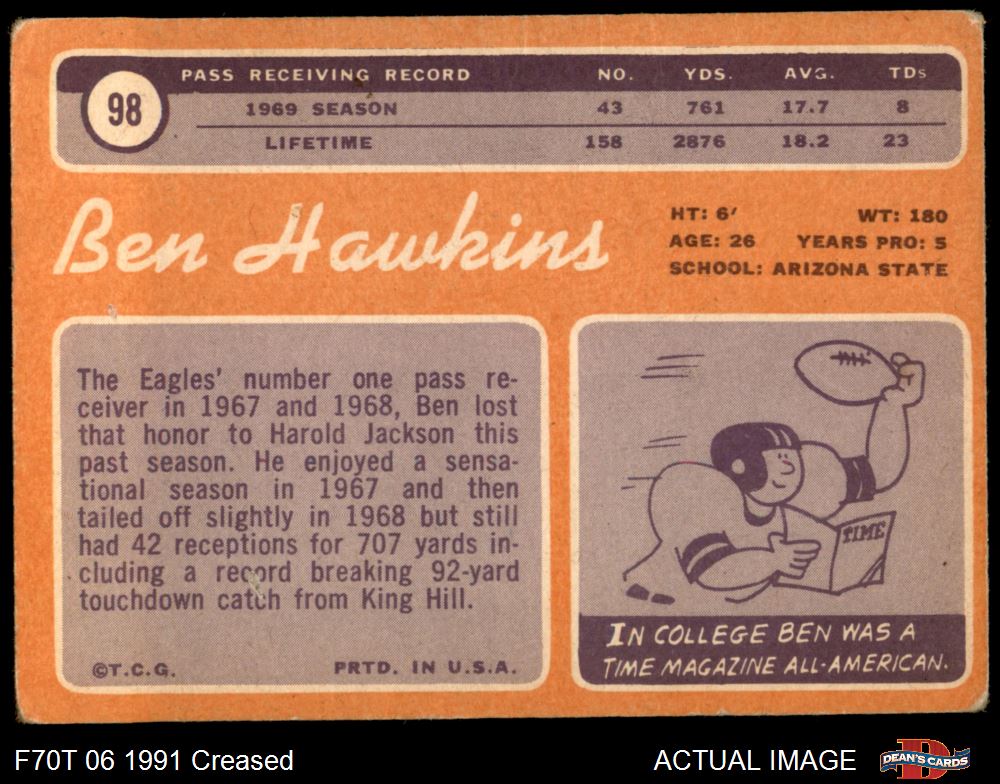 98
PASS RECEIVING RECORD NO. YDS. AVG. TDs
1969 SEASON 43 761 17.7 8
LIFETIME 158 2876 18.2 23
Ben Hawkins
HT: 6' WT: 180
AGE: 26 YEARS PRO: 5
SCHOOL: ARIZONA STATE
The Eagles' number one pass re-
ceiver in 1967 and 1968, Ben lost
that honor to Harold Jackson this
past season. He enjoyed a sensa-
tional season in 1967 and then
tailed off slightly in 1968 but still
had 42 receptions for 707 yards in-
cluding a record breaking 92-yard
touchdown catch from King Hill.
©T.C.G. PRTD. IN U.S.A.
TIME
IN COLLEGE BEN WAS A
TIME MAGAZINE ALL-AMERICAN.
F70T 06 1991 Creased
ACTUAL IMAGE
D
DEAN'S CARDS